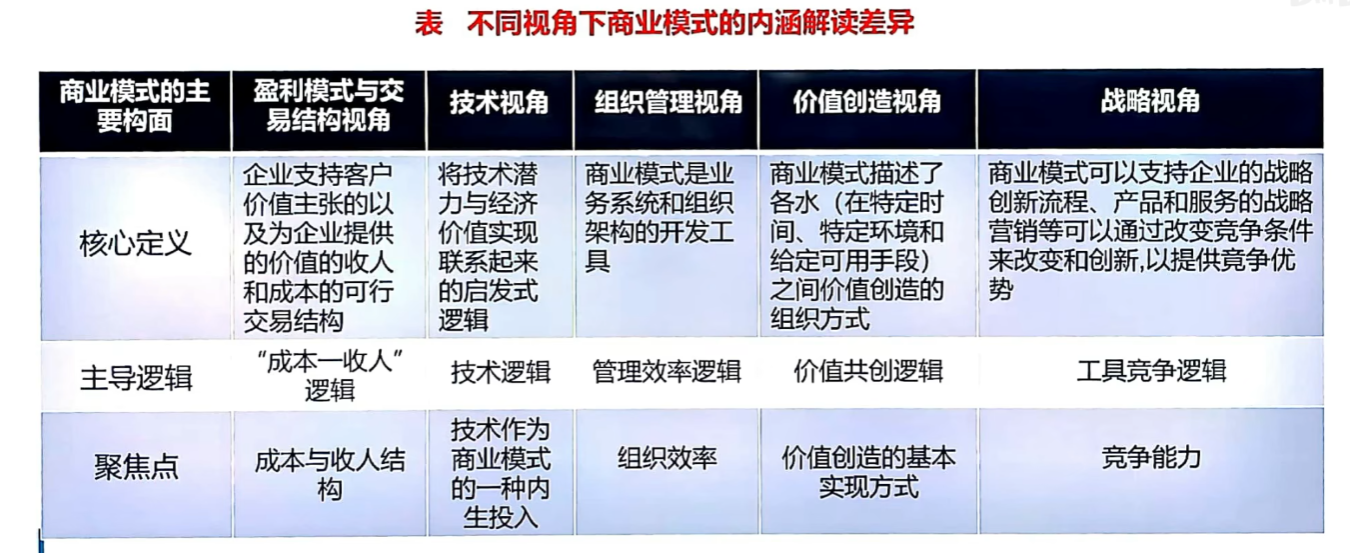 表 不同视角下商业模式的内涵解读差异
商业模式的主
要构面
盈利模式与交
易结构视角
技术视角
组织管理视角
价值创造视角
战略视角
核心定义
企业支持客户
价值主张的以
及为企业提供
的价值的收人
和成本的可行
交易结构
将技术潜
力与经济
价值实现
联系起来
的启发式
逻辑
商业模式是业
务系统和组织
架构的开发工
具
商业模式描述了
各水（在特定时
间、特定环境和
给定可用手段）
之间价值创造的
组织方式
商业模式可以支持企业的战略
创新流程、产品和服务的战略
营销等可以通过改变竞争条件
来改变和创新,以提供竞争优
势
主导逻辑
“成本一收人”
逻辑
技术逻辑
管理效率逻辑
价值共创逻辑
工具竞争逻辑
聚焦点
成本与收人结
构
技术作为
商业模式
的一种内
生投入
组织效率
价值创造的基本
实现方式
竞争能力